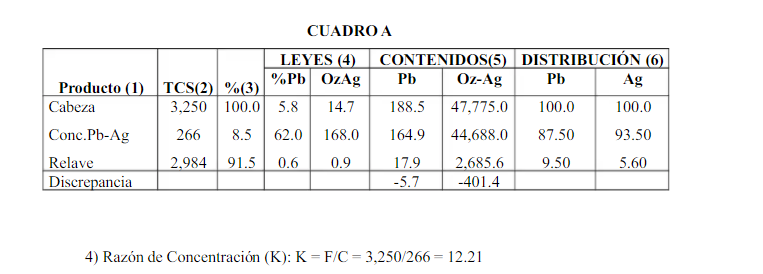 CUADRO A
LEYES (4) CONTENIDOS(5) DISTRIBUCIÓN (6)
Producto (1) TCS(2) %(3) %Pb OzAg Pb Oz-Ag Pb Ag
Cabeza 3,250 100.0 5.8 14.7 188.5 47,775.0 100.0 100.0
Conc.Pb-Ag 266 8.5 62.0 168.0 164.9 44,688.0 87.50 93.50
Relave 2,984 91.5 0.6 0.9 17.9 2,685.6 9.50 5.60
Discrepancia -5.7 -401.4
4) Razón de Concentración (K): K = F/C = 3,250/266 = 12.21